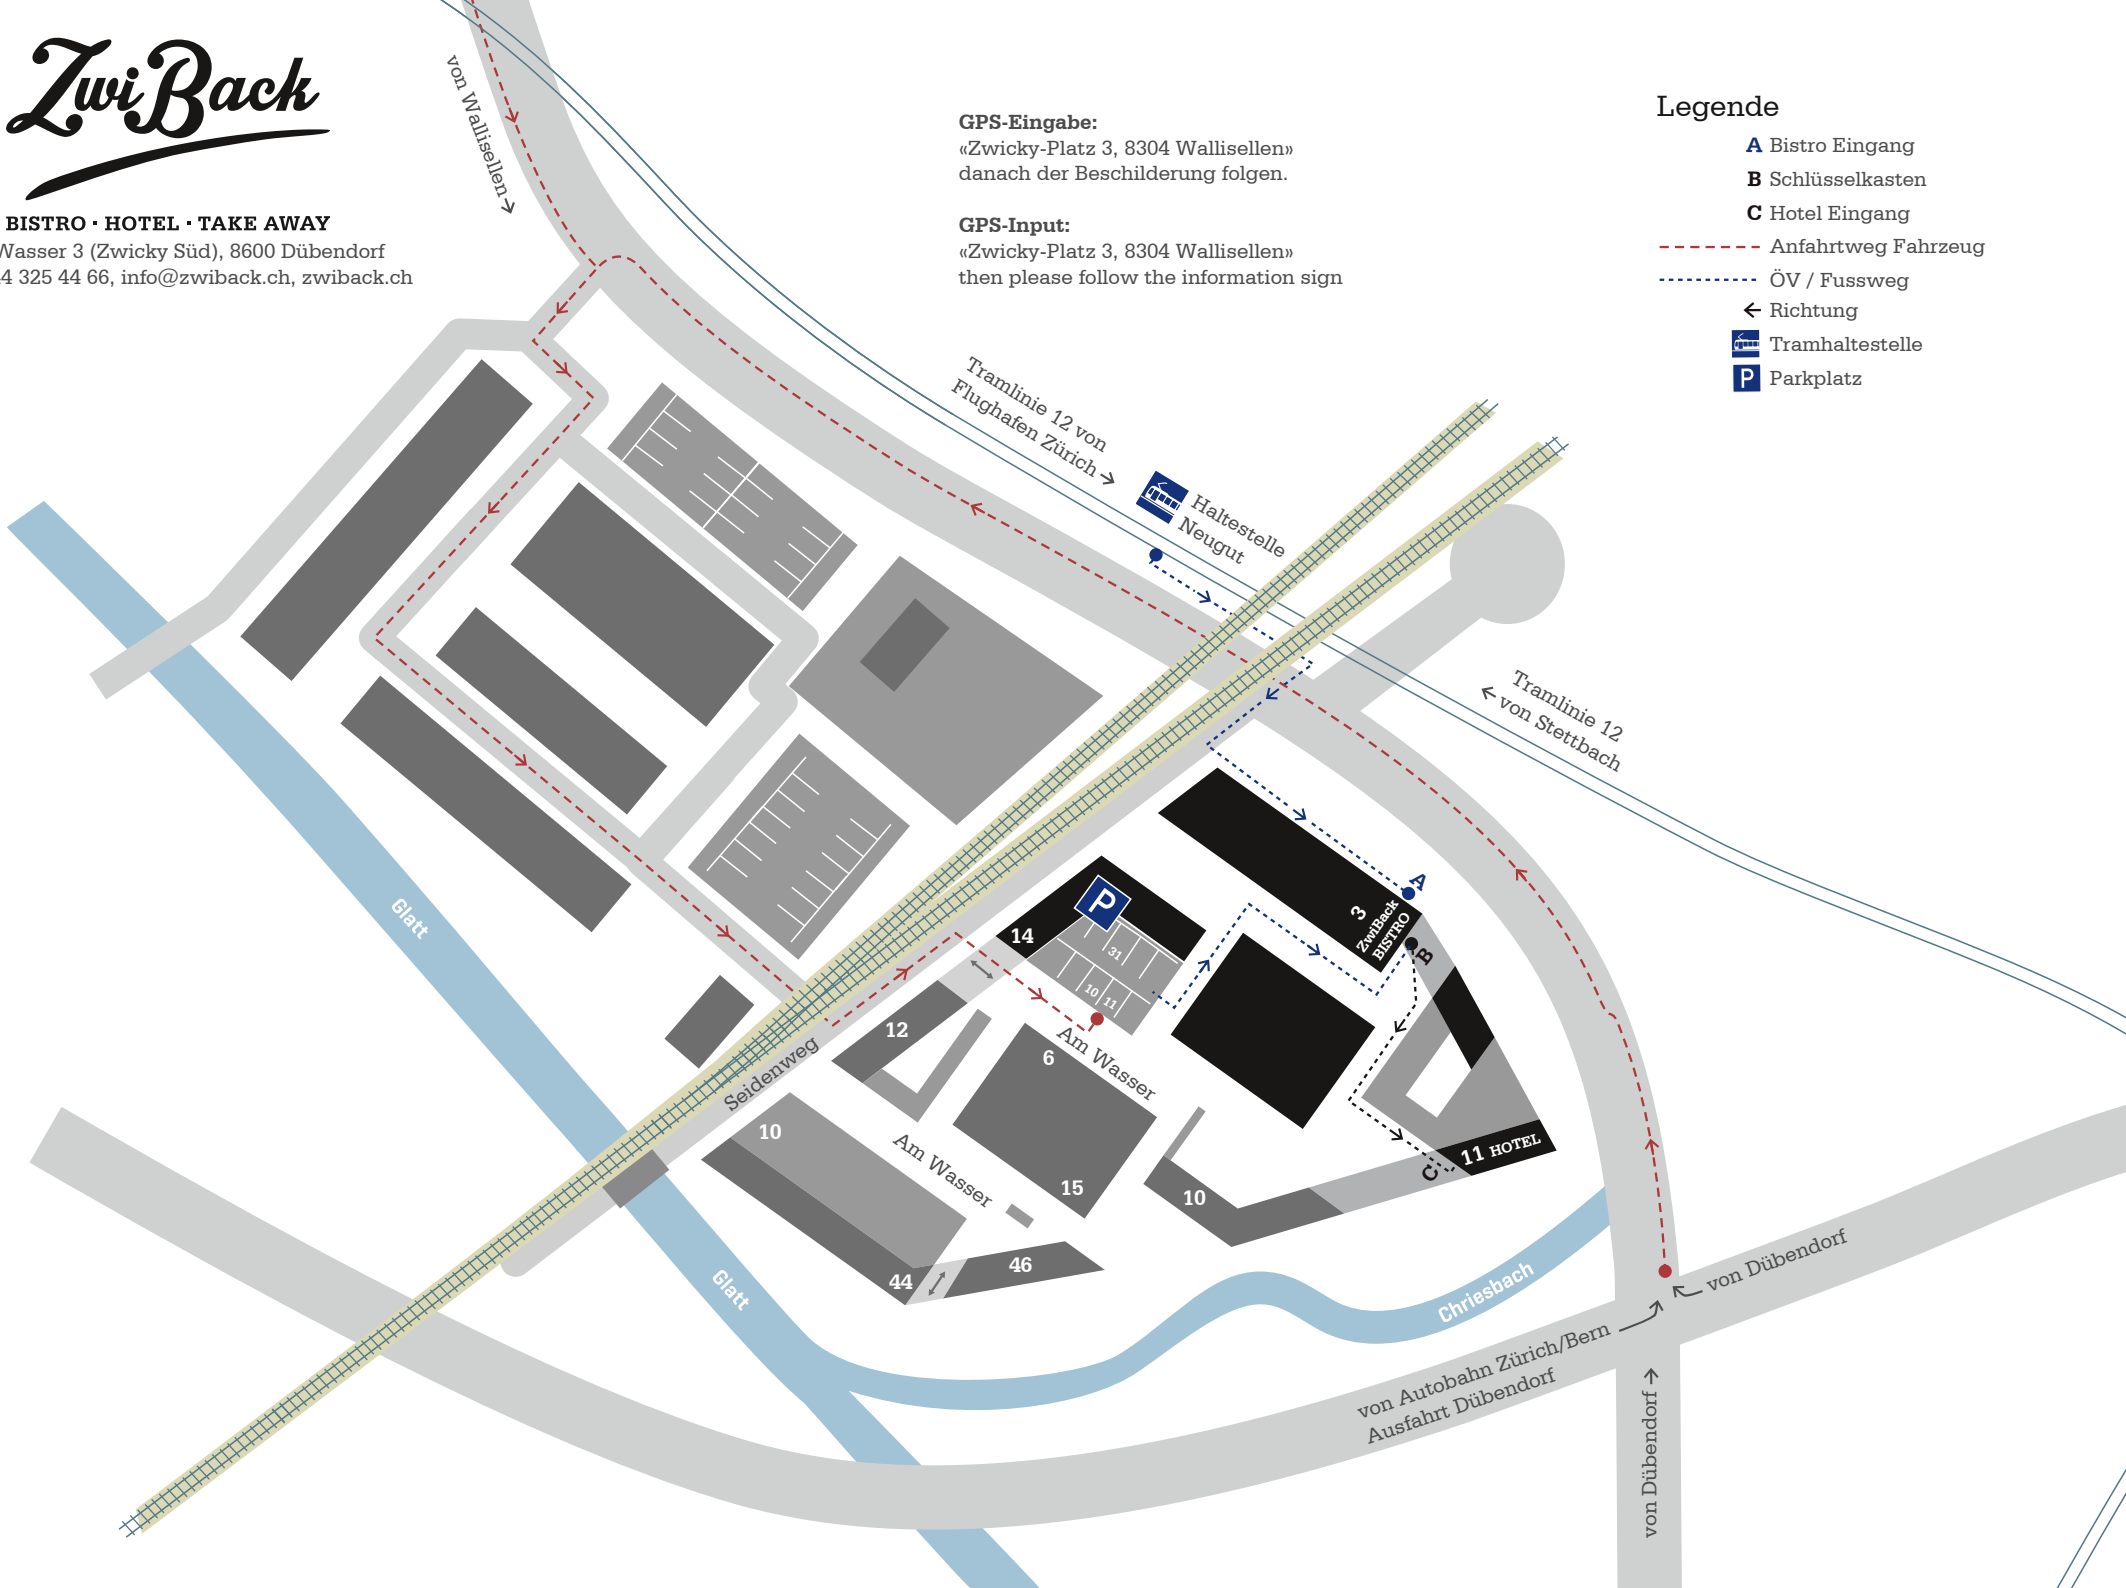 ZwiBack
BISTRO · HOTEL · TAKE AWAY
Wasser 3 (Zwicky Süd), 8600 Dübendorf
4 325 44 66, info@zwiback.ch, zwiback.ch
von Wallisellen
GPS-Eingabe:
«Zwicky-Platz 3, 8304 Wallisellen»
danach der Beschilderung folgen.
GPS-Input:
«Zwicky-Platz 3, 8304 Wallisellen»
then please follow the information sign
Legende
A Bistro Eingang
B Schlüsselkasten
C Hotel Eingang
Anfahrtweg Fahrzeug
ÖV / Fussweg
Richtung
Tramhaltestelle
P Parkplatz
Tramlinie 12 von
Flughafen Zürich
Haltestelle
Neugut
Tramlinie 12
von Stettbach
A
3
ZwiBack
BISTRO
B
P
14
31
10
11
12
Am Wasser
6
Seidenweg
10
Am Wasser
15
10
C
11 HOTEL
44
46
Glatt
Glatt
Chriesbach
von Dübendorf
von Autobahn Zürich/Bern
Ausfahrt Dübendorf
von Dübendorf